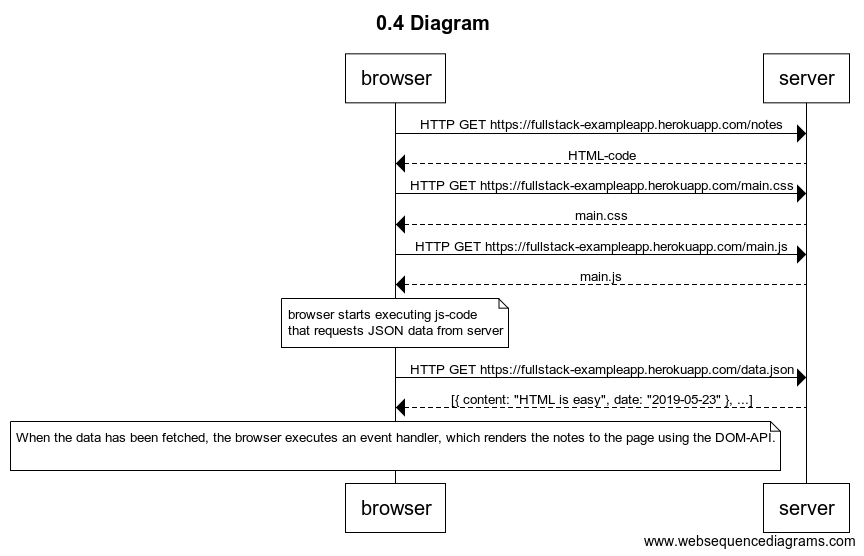 0.4 Diagram
browser
server
HTTP GET https://fullstack-exampleapp.herokuapp.com/notes
HTML-code
HTTP GET https://fullstack-exampleapp.herokuapp.com/main.css
main.css
HTTP GET https://fullstack-exampleapp.herokuapp.com/main.js
main.js
browser starts executing js-code
that requests JSON data from server
HTTP GET https://fullstack-exampleapp.herokuapp.com/data.json
[{ content: "HTML is easy", date: "2019-05-23" }, ...]
When the data has been fetched, the browser executes an event handler, which renders the notes to the page using the DOM-API.
browser
server
www.websequencediagrams.com